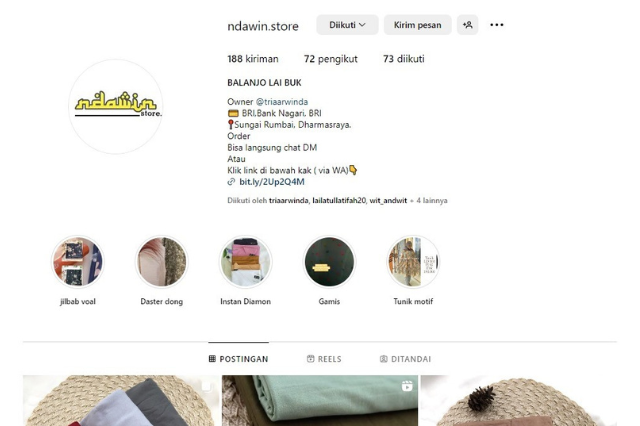 ndawin.store
Diikuti
Kirim pesan
188 kiriman 72 pengikut 73 diikuti
ndawin
store.
BALANJO LAI BUK
Owner @triaarwinda
💳 BRI,Bank Nagari, BRI
📍Sungai Rumbai, Dharmasraya.
Order
Bisa langsung chat DM
Atau
Klik link di bawah kak ( via WA)👇
bit.ly/2Up2Q4M
Diikuti oleh triaarwinda, lailatullatifah20, wit_andwit + 4 lainnya
jilbab voal
Daster dong
Instan Diamon
Gamis
Tunik motif
POSTINGAN
REELS
DITANDAI